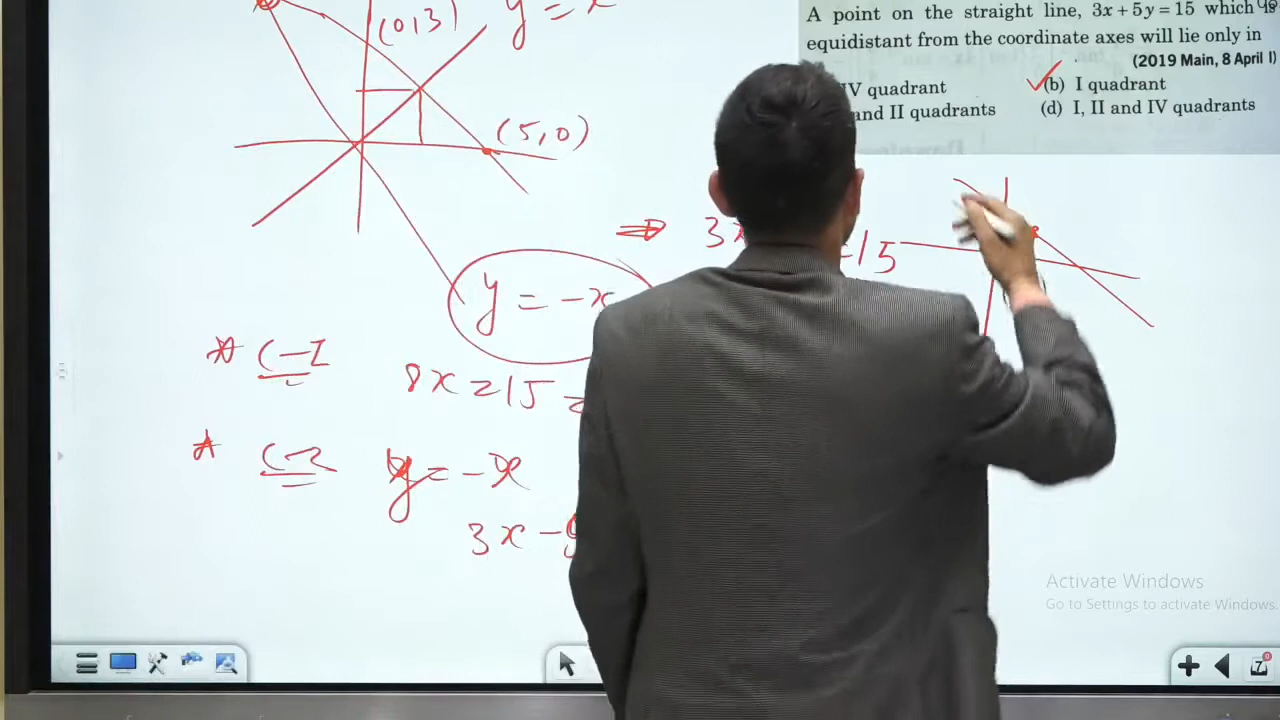 A point on the straight line, 3x + 5y = 15 which is
equidistant from the coordinate axes will lie only in
(2019 Main, 8 April I)
IV quadrant
(b) I quadrant
and II quadrants
(d) I, II and IV quadrants
(0,3)
y = x
(5,0)
⇒ 3x
=15
y = -x
C-I
8x=15=
C-2 y = -x
3x-5
Activate Windows
Go to Settings to activate Windows.